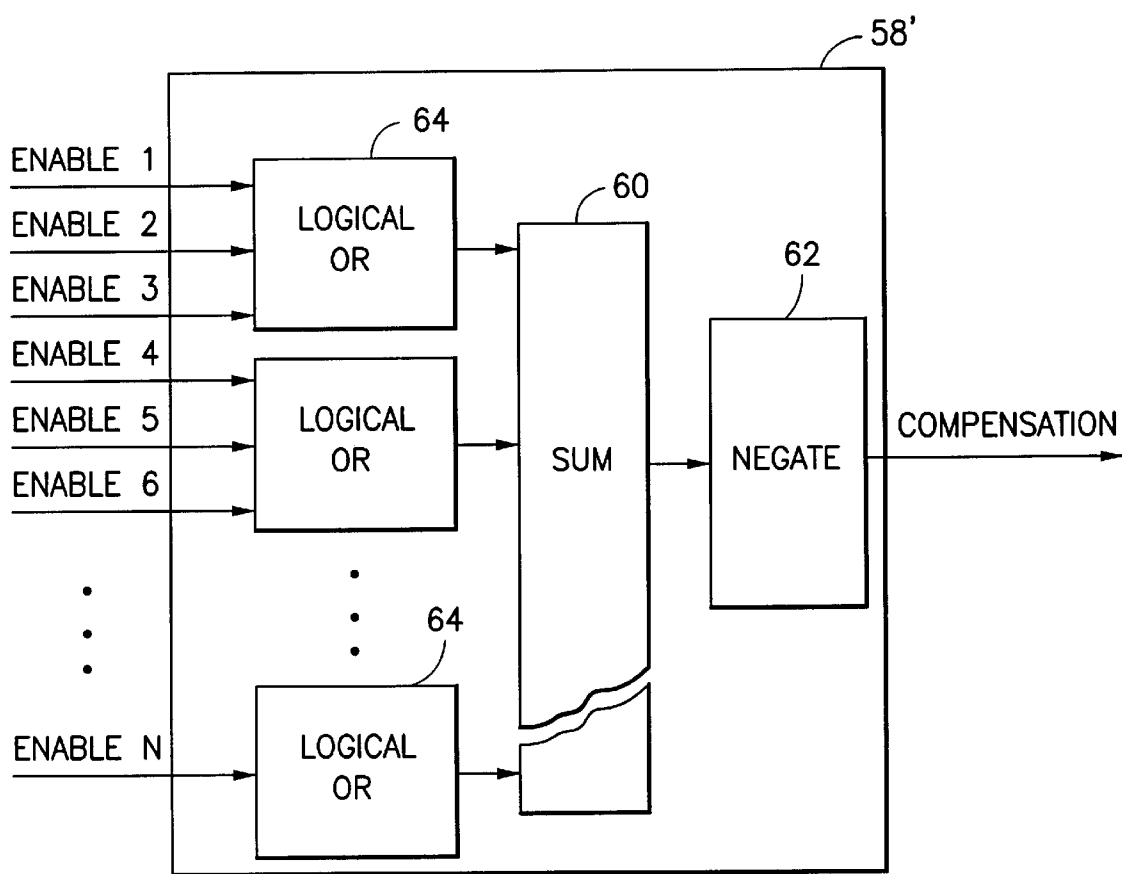 58'
64
ENABLE 1
ENABLE 2
ENABLE 3
LOGICAL
OR
60
62
ENABLE 4
ENABLE 5
ENABLE 6
LOGICAL
OR
SUM
NEGATE
COMPENSATION
64
ENABLE N
LOGICAL
OR